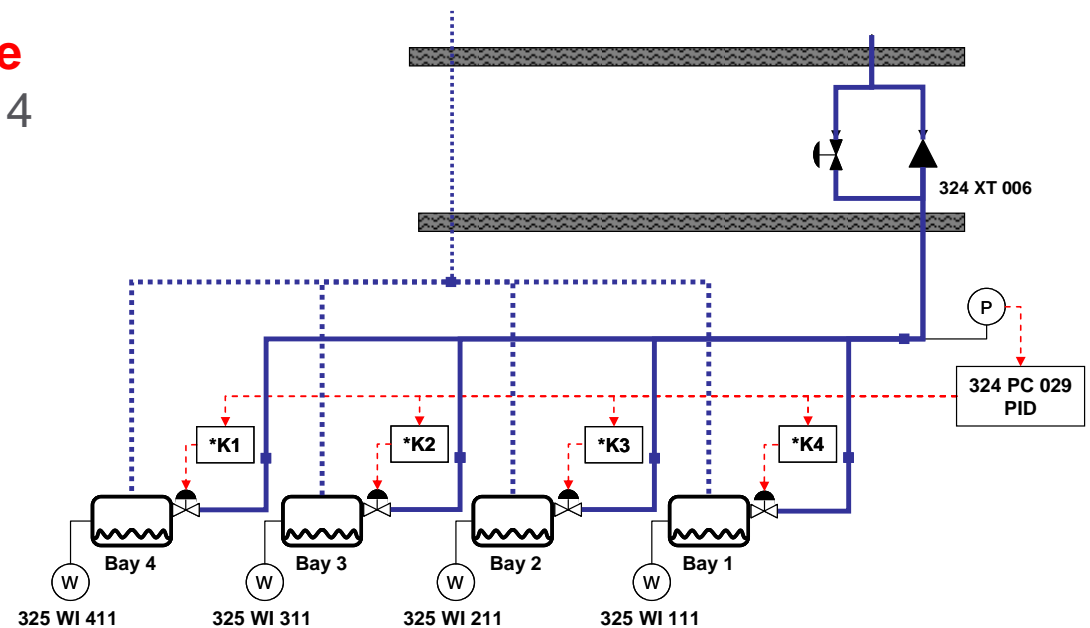 e
4
324 XT 006
P
324 PC 029
PID
*K1
*K2
*K3
*K4
Bay 4
Bay 3
Bay 2
Bay 1
W
W
W
W
325 WI 411
325 WI 311
325 WI 211
325 WI 111